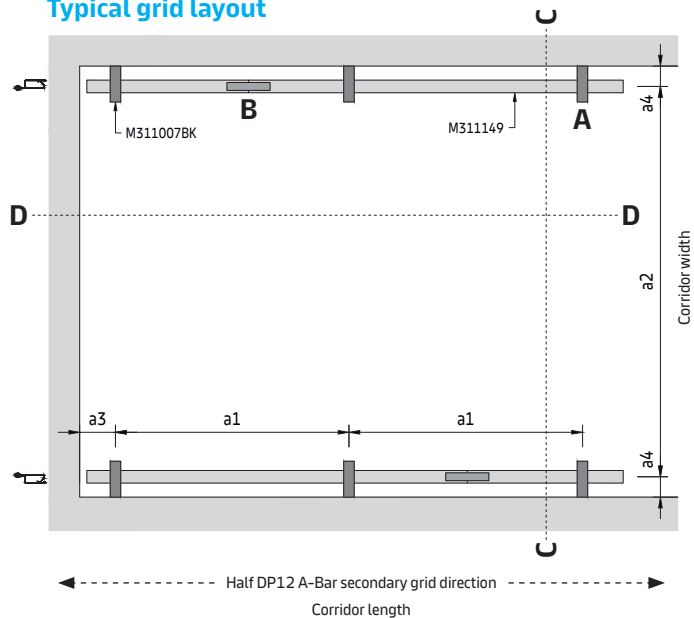 Typical grid layout
C
a4
B
A
M311007BK
M311149
D
D
a2
Corridor width
a3
a1
a1
a4
C
Half DP12 A-Bar secondary grid direction
Corridor length